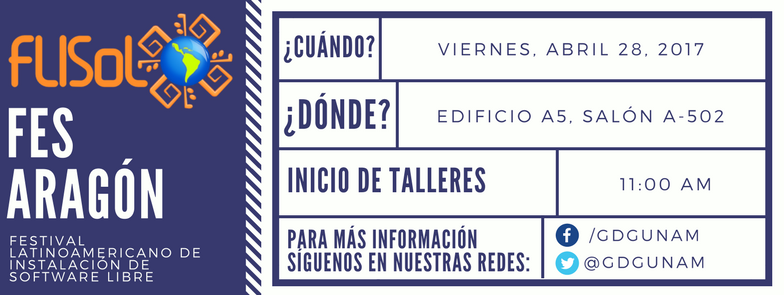 FLISoL
FES
ARAGÓN
FESTIVAL
LATINOAMERICANO DE
INSTALACIÓN DE
SOFTWARE LIBRE
¿CUÁNDO?
VIERNES, ABRIL 28, 2017
¿DÓNDE?
EDIFICIO A5, SALÓN A-502
INICIO DE TALLERES
11:00 AM
PARA MÁS INFORMACIÓN
SÍGUENOS EN NUESTRAS REDES:
/GDGUNAM
@GDGUNAM